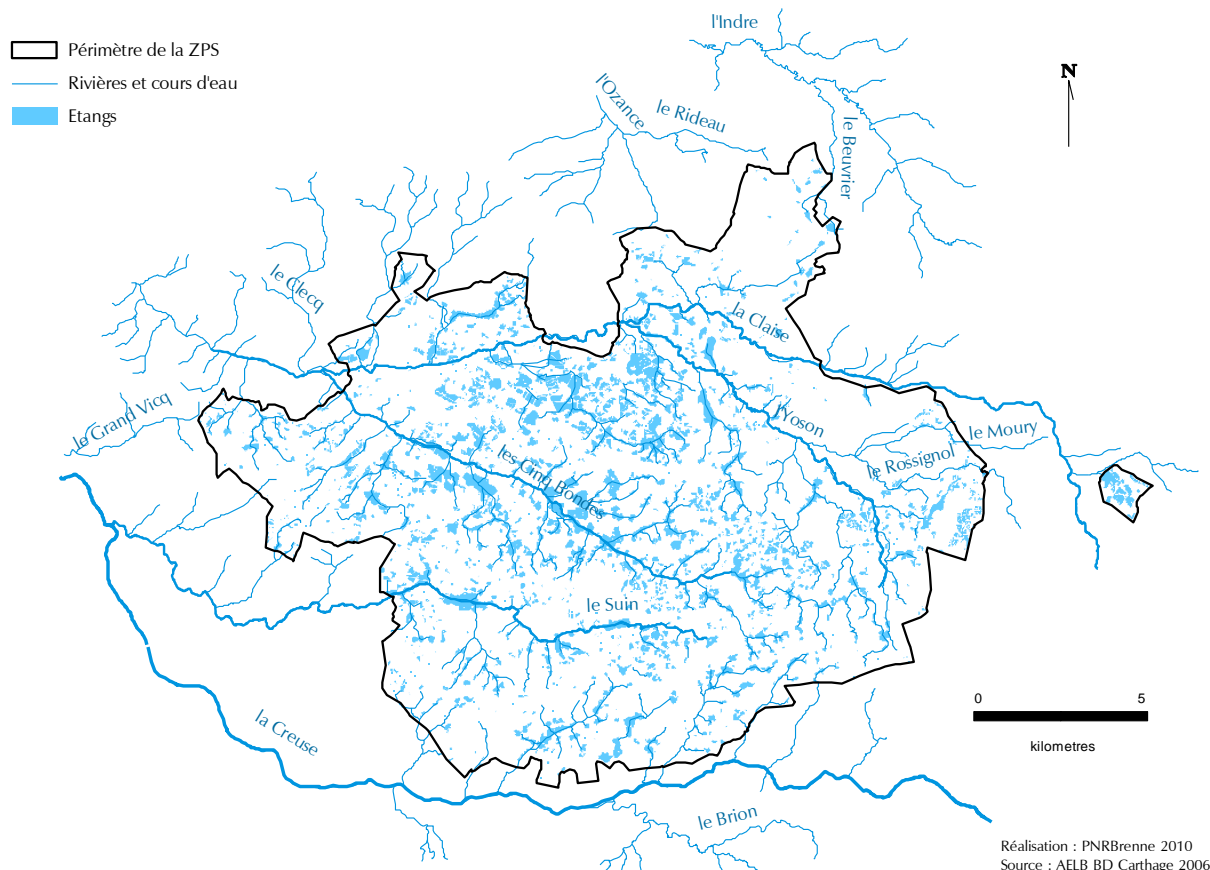 l'Indre
Périmètre de la ZPS
Rivières et cours d'eau
Etangs
N
l'Ozance
le Rideau
le Beuvrier
le Clecq
la Claise
le Grand Vicq
l'Yoson
le Moury
les Cinq Bondes
le Rossignol
le Suin
0 5
kilometres
la Creuse
le Brion
Réalisation : PNRBrenne 2010
Source : AELB BD Carthage 2006